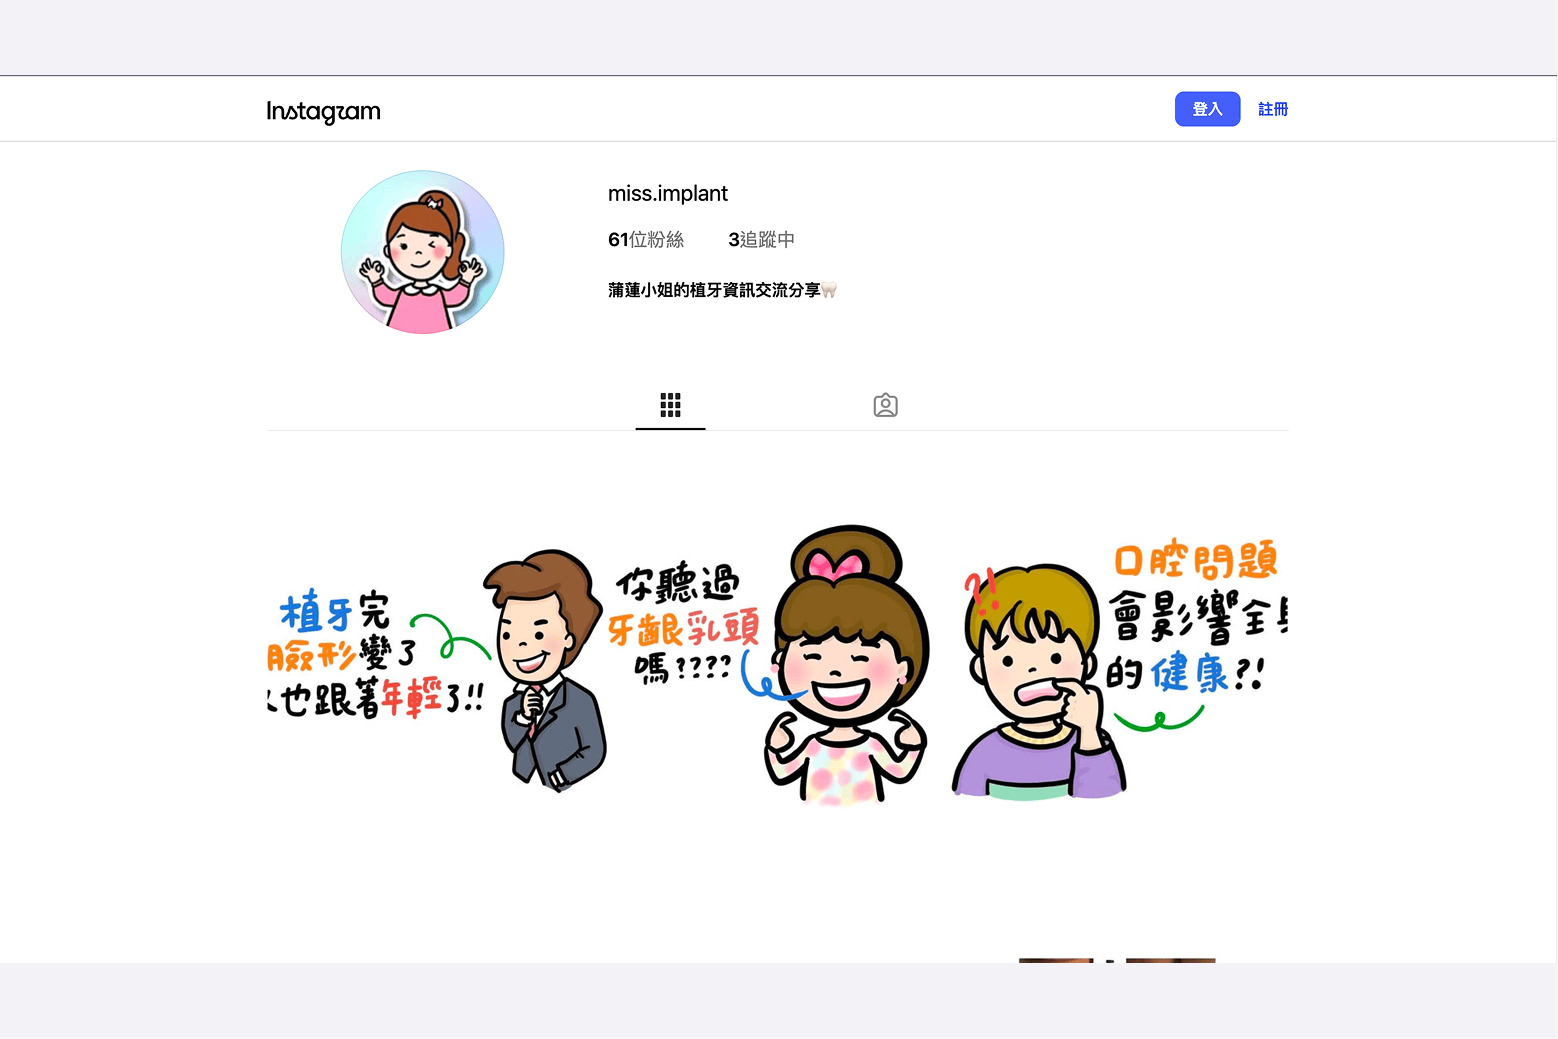 Instagram
登入
註冊
miss.implant
61位粉絲 3追蹤中
蒲蓮小姐的植牙資訊交流分享🦷
植牙完
臉形變了
也跟著年輕了!!
你聽過
牙齦乳頭
嗎????
?!
口腔問題
會影響全
的健康?!